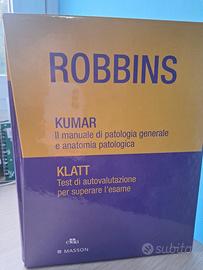 ROBBINS
KUMAR
Il manuale di patologia generale
e anatomia patologica
KLATT
Test di autovalutazione
per superare l'esame
MASSON
subito